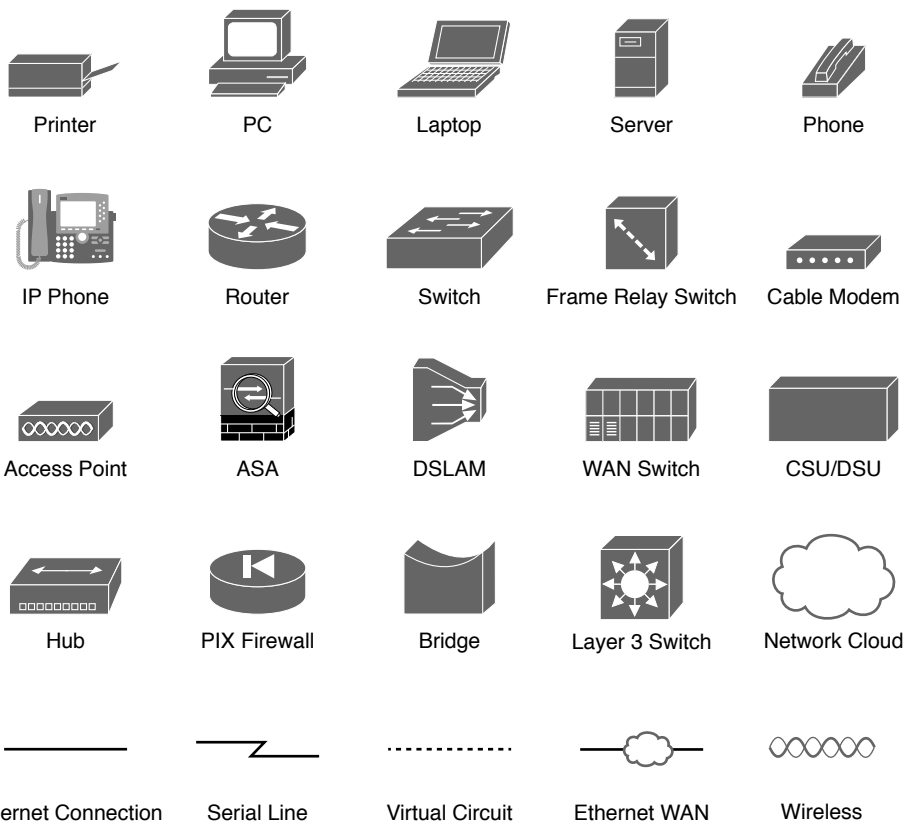 Printer PC Laptop Server Phone
IP Phone Router Switch Frame Relay Switch Cable Modem
Access Point ASA DSLAM WAN Switch CSU/DSU
Hub PIX Firewall Bridge Layer 3 Switch Network Cloud
ernet Connection Serial Line Virtual Circuit Ethernet WAN Wireless